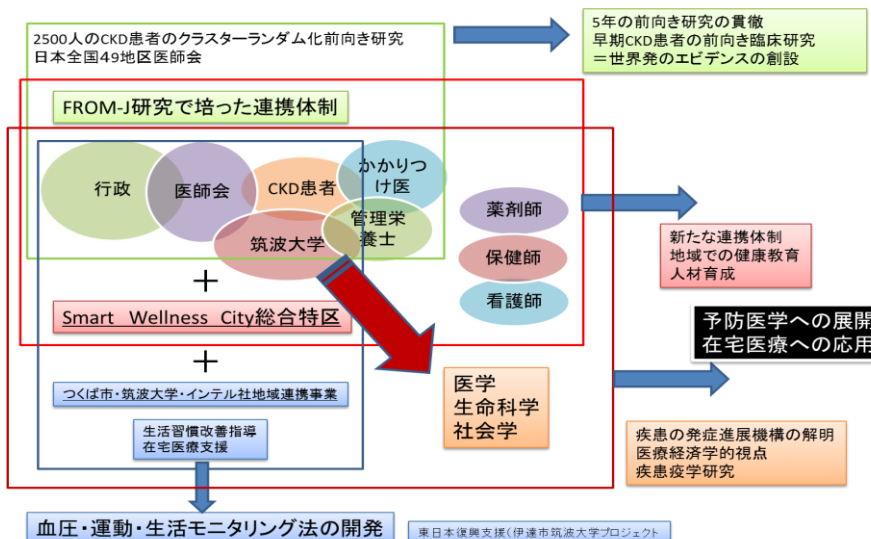 2500人のCKD患者のクラスターランダム化前向き研究
日本全国49地区医師会
5年の前向き研究の貫徹
早期CKD患者の前向き臨床研究
＝世界発のエビデンスの創設
FROM-J研究で培った連携体制
行政
医師会
CKD患者
かかりつ
け医
筑波大学
管理栄
養士
薬剤師
保健師
看護師
新たな連携体制
地域での健康教育
人材育成
＋
Smart Wellness City総合特区
＋
つくば市・筑波大学・インテル社地域連携事業
生活習慣改善指導
在宅医療支援
医学
生命科学
社会学
予防医学への展開
在宅医療への応用
疾患の発症進展機構の解明
医療経済学的視点
疾患疫学研究
血圧・運動・生活モニタリング法の開発
東日本復興支援（伊達市筑波大学プロジェクト